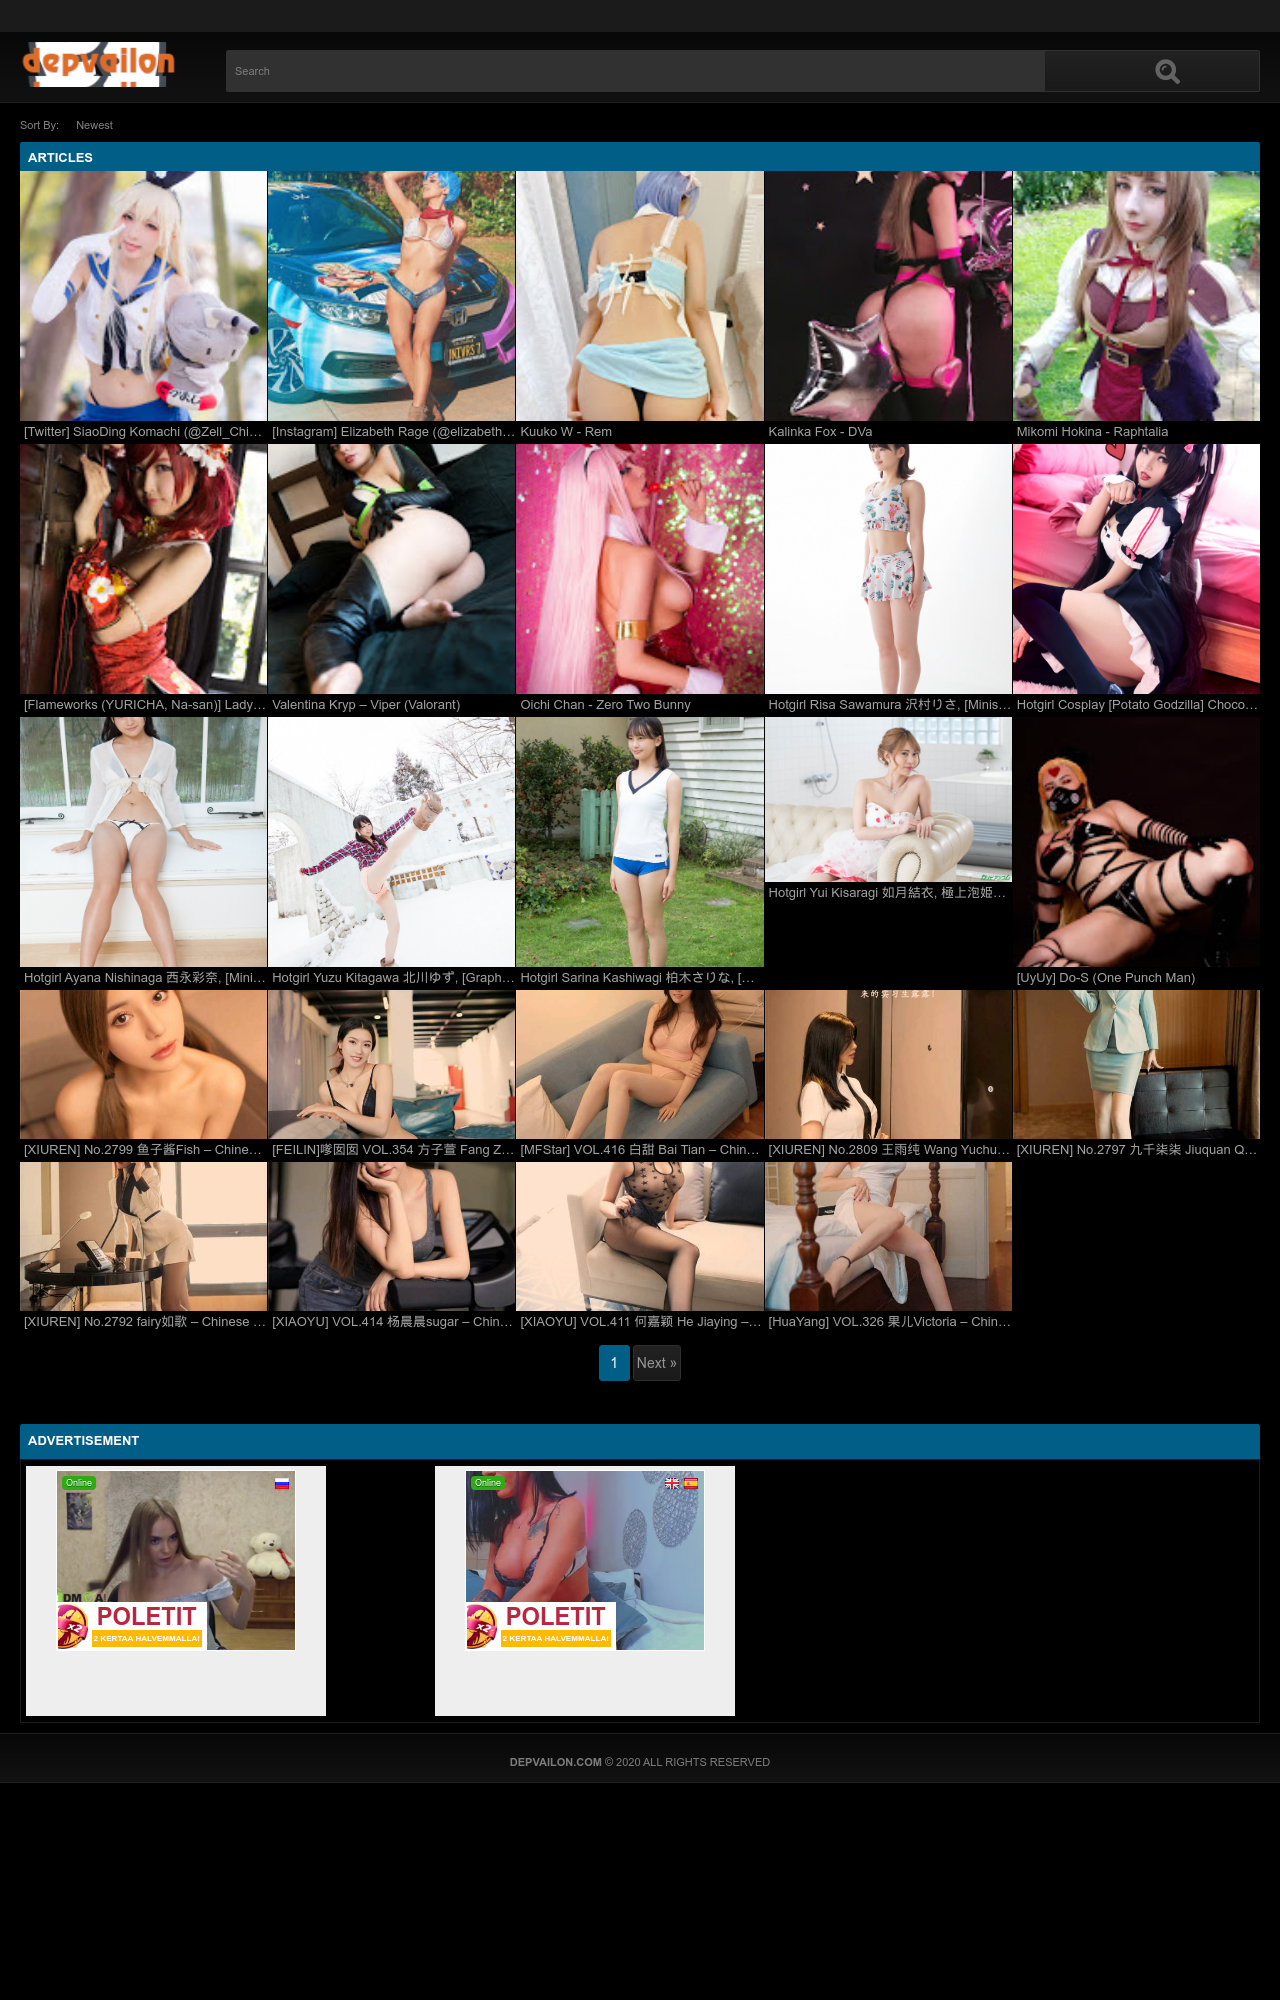 depvailon
Search
Sort By: Newest
ARTICLES
[Twitter] SiaoDing Komachi (@Zell_Chi…
[Instagram] Elizabeth Rage (@elizabeth…
Kuuko W - Rem
Kalinka Fox - DVa
Mikomi Hokina - Raphtalia
[Flameworks (YURICHA, Na-san)] Lady…
Valentina Kryp – Viper (Valorant)
Oichi Chan - Zero Two Bunny
Hotgirl Risa Sawamura 沢村りさ, [Minis…
Hotgirl Cosplay [Potato Godzilla] Choco…
Hotgirl Ayana Nishinaga 西永彩奈, [Mini…
Hotgirl Yuzu Kitagawa 北川ゆず, [Graph…
Hotgirl Sarina Kashiwagi 柏木さりな, […
Hotgirl Yui Kisaragi 如月結衣, 極上泡姫…
[UyUy] Do-S (One Punch Man)
[XIUREN] No.2799 鱼子酱Fish – Chine…
[FEILIN]嗲囡囡 VOL.354 方子萱 Fang Z…
[MFStar] VOL.416 白甜 Bai Tian – Chin…
[XIUREN] No.2809 王雨纯 Wang Yuchu…
[XIUREN] No.2797 九千柒柒 Jiuquan Q…
[XIUREN] No.2792 fairy如歌 – Chinese …
[XIAOYU] VOL.414 杨晨晨sugar – Chin…
[XIAOYU] VOL.411 何嘉颖 He Jiaying –…
[HuaYang] VOL.326 果儿Victoria – Chin…
1 Next »
ADVERTISEMENT
Online
x2 POLETIT
2 KERTAA HALVEMMALLA!
Online
x2 POLETIT
2 KERTAA HALVEMMALLA!
DEPVAILON.COM © 2020 ALL RIGHTS RESERVED